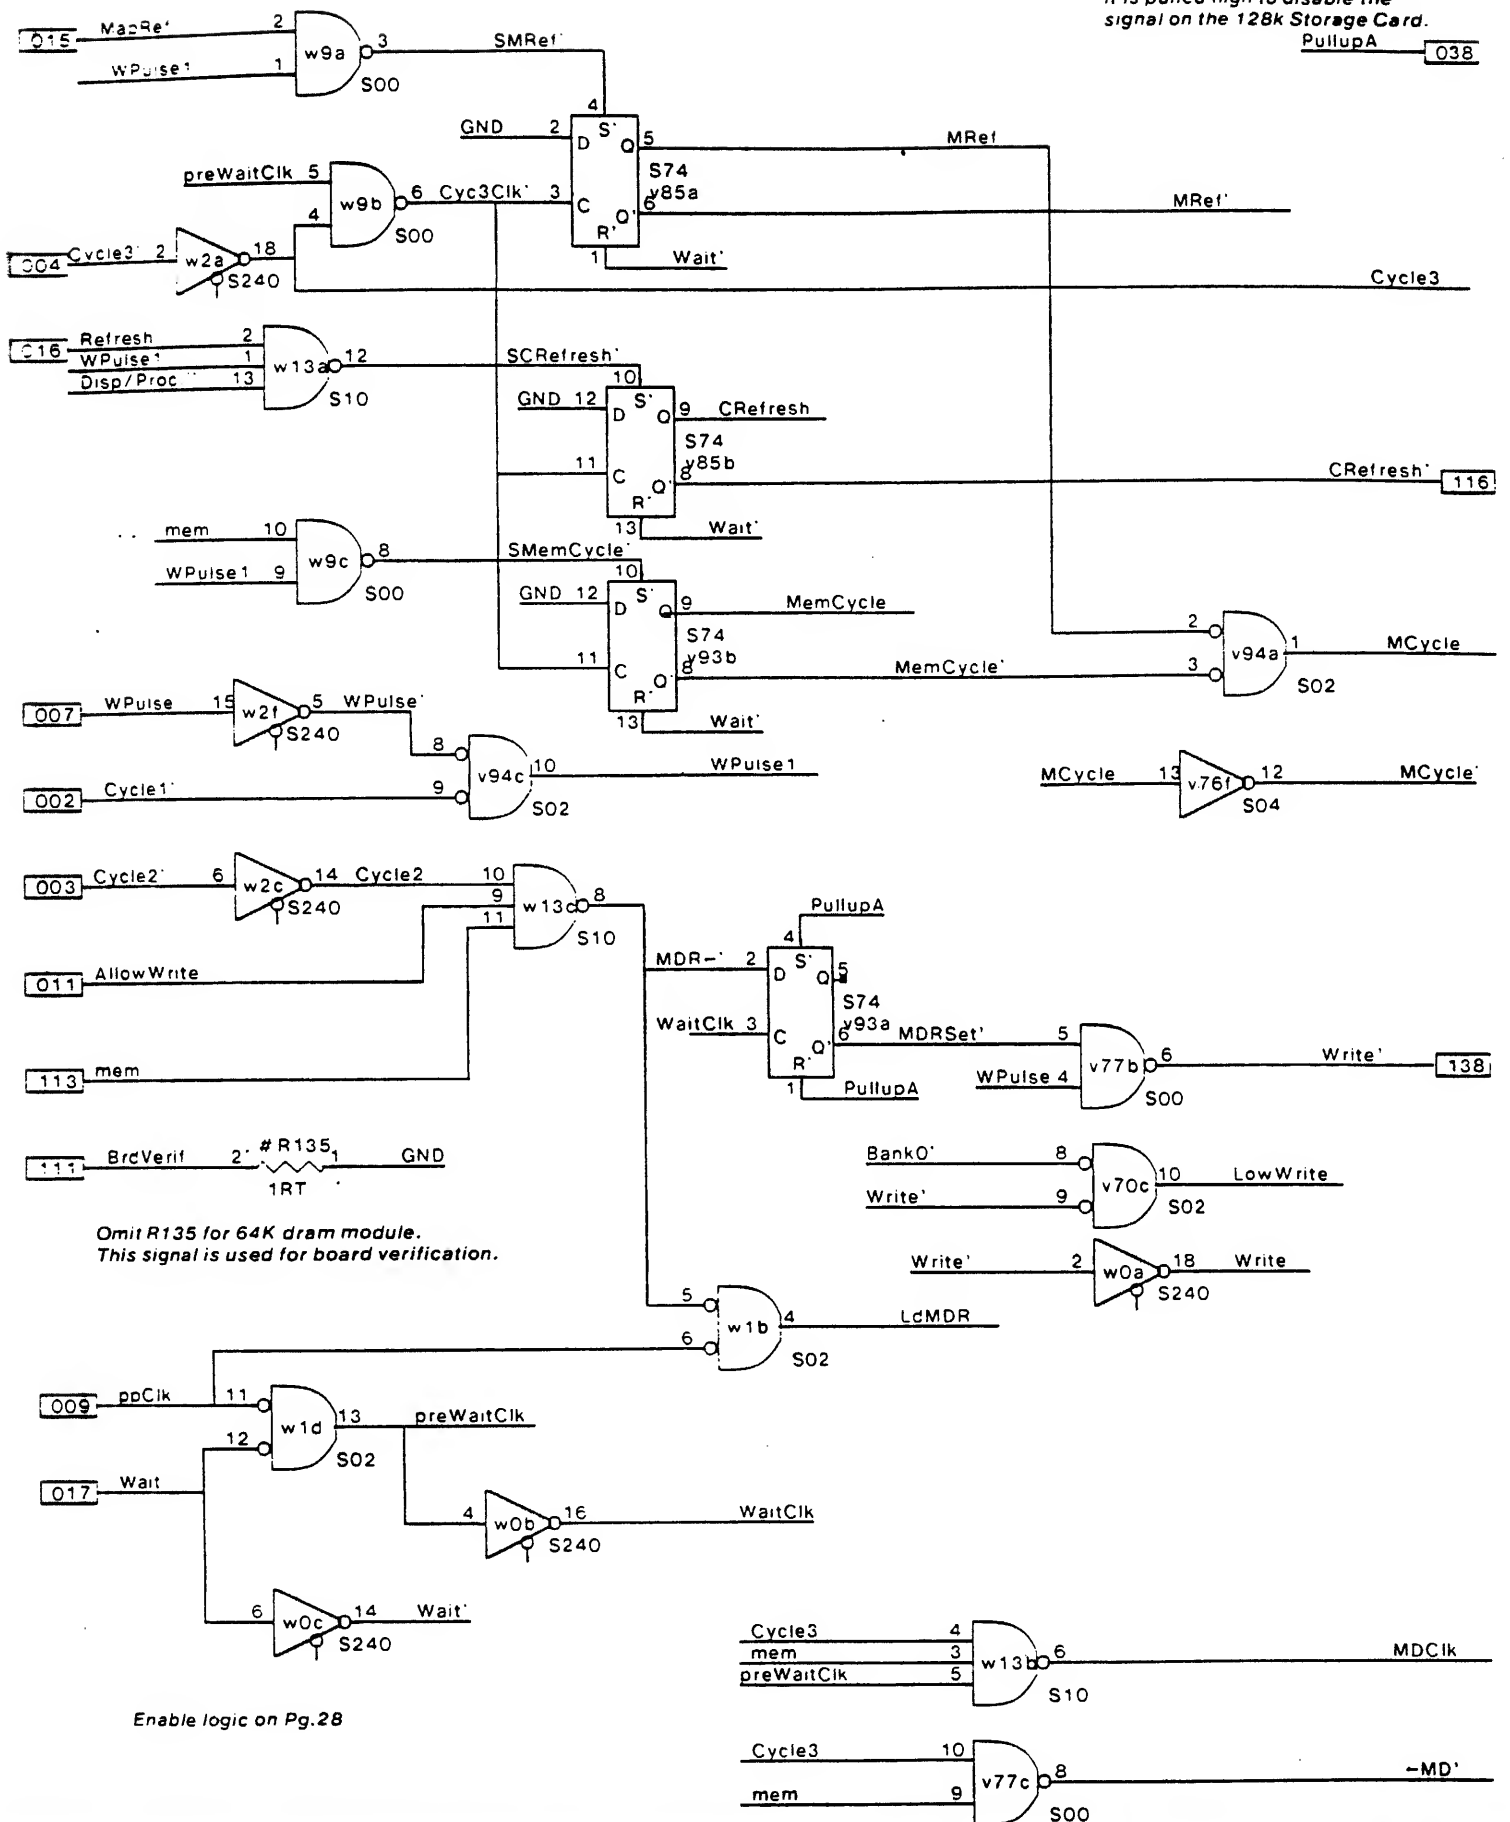 It is pulled high to disable the
signal on the 128k Storage Card.
PullupA 038
015 MapRef 2 w9a 3 SMRef'
WPulse1 1 S00
GND 2 D 4 S' Q 5 MRef
S74
v85a
preWaitClk 5 w9b 6 Cyc3Clk' 3 C Q' 6 MRef'
4 S00 R'
1 Wait'
004 Cycle3' 2 w2a 18 S240 Cycle3
016 Refresh 2
WPulse1 1 w13a 12 SCRefresh'
Disp/Proc 13 S10
10
GND 12 D S' Q 9 CRefresh
S74
v85b
11 C Q' 8 CRefresh' 116
R'
13 Wait'
mem 10 w9c 8 SMemCycle'
WPulse1 9 S00
10
GND 12 D S' Q 9 MemCycle
S74
v93b
11 C Q' 8 MemCycle'
R'
13 Wait'
2 v94a 1 MCycle
3 S02
007 WPulse 15 w2f 5 WPulse'
S240
8 v94c 10 WPulse1
002 Cycle1' 9 S02
MCycle 13 v76f 12 MCycle'
S04
003 Cycle2' 6 w2c 14 Cycle2 10
S240
9 w13c 8
11 S10
011 AllowWrite
113 mem
PullupA
4
MDR-' 2 D S' Q 5
S74
v93a
WaitClk 3 C Q' 6 MDRSet' 5
R'
1 PullupA
WPulse 4 v77b 6 Write' 138
S00
111 BrdVerif 2 #R135 1 GND
1RT
Omit R135 for 64K dram module.
This signal is used for board verification.
Bank0' 8 v70c 10 LowWrite
Write' 9 S02
Write' 2 w0a 18 Write
S240
5 w1b 4 LdMDR
6 S02
009 ppClk 11 w1d 13 preWaitClk
12 S02
017 Wait
4 w0b 16 WaitClk
S240
6 w0c 14 Wait'
S240
Enable logic on Pg.28
Cycle3 4
mem 3 w13b 6 MDClk
preWaitClk 5 S10
Cycle3 10 v77c 8 -MD'
mem 9 S00